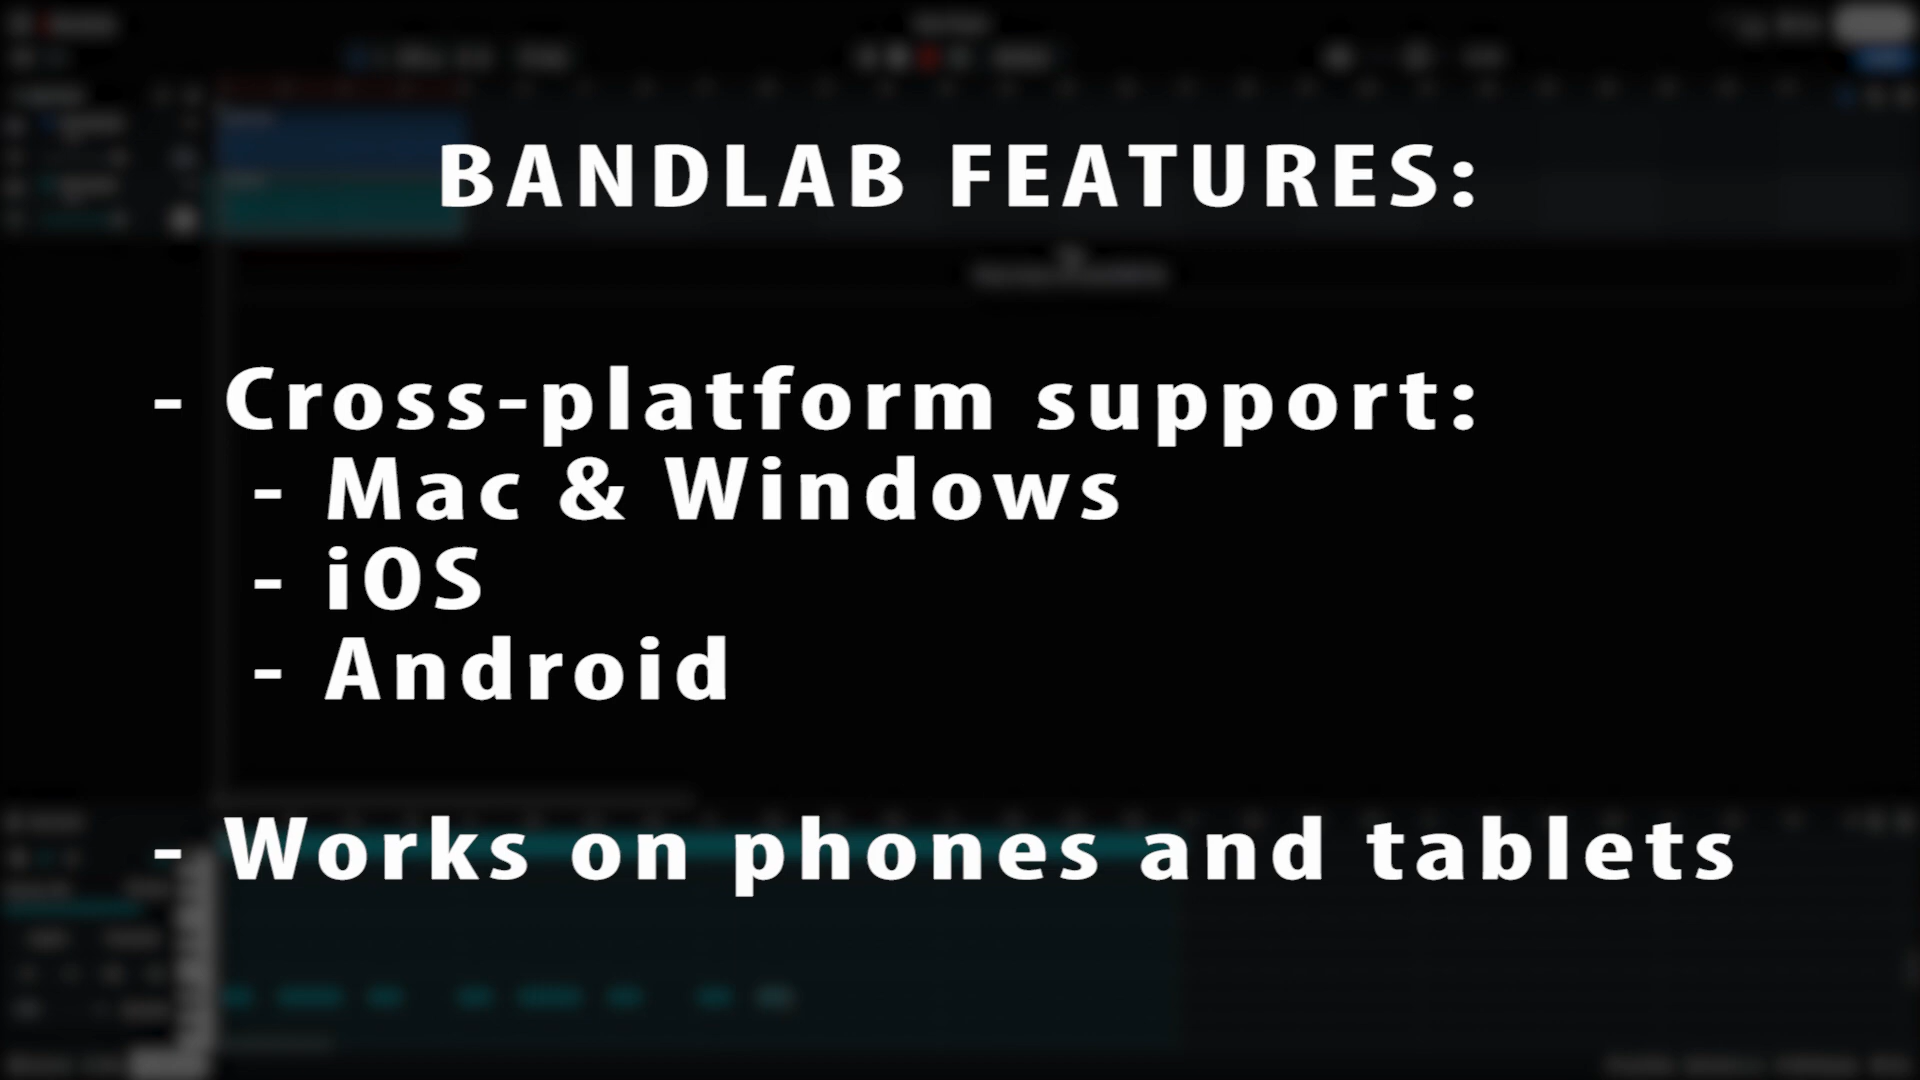 BANDLAB FEATURES:
- Cross-platform support:
- Mac & Windows
- iOS
- Android
- Works on phones and tablets